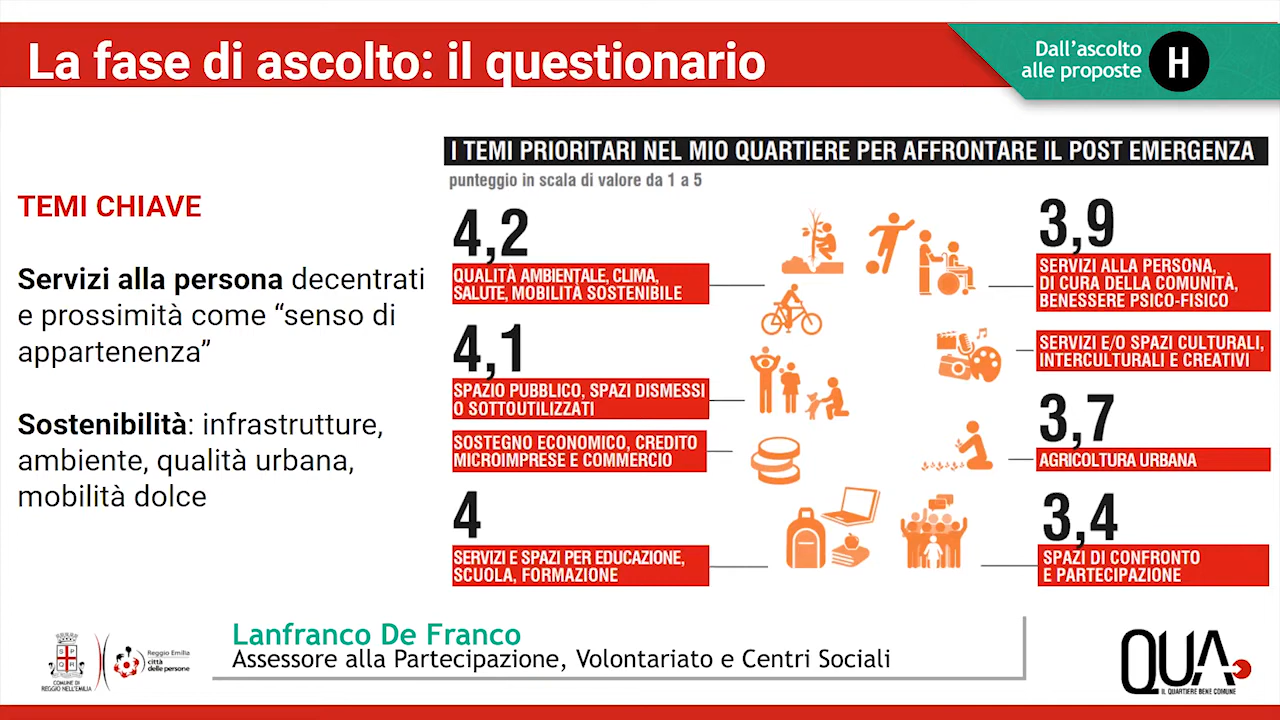 La fase di ascolto: il questionario
Dall'ascolto
alle proposte
H
TEMI CHIAVE
Servizi alla persona decentrati
e prossimità come “senso di
appartenenza”
Sostenibilità: infrastrutture,
ambiente, qualità urbana,
mobilità dolce
I TEMI PRIORITARI NEL MIO QUARTIERE PER AFFRONTARE IL POST EMERGENZA
punteggio in scala di valore da 1 a 5
4,2
QUALITÀ AMBIENTALE, CLIMA,
SALUTE, MOBILITÀ SOSTENIBILE
4,1
SPAZIO PUBBLICO, SPAZI DISMESSI
O SOTTOUTILIZZATI
SOSTEGNO ECONOMICO, CREDITO
MICROIMPRESE E COMMERCIO
4
SERVIZI E SPAZI PER EDUCAZIONE,
SCUOLA, FORMAZIONE
3,9
SERVIZI ALLA PERSONA,
DI CURA DELLA COMUNITÀ,
BENESSERE PSICO-FISICO
SERVIZI E/O SPAZI CULTURALI,
INTERCULTURALI E CREATIVI
3,7
AGRICOLTURA URBANA
3,4
SPAZI DI CONFRONTO
E PARTECIPAZIONE
Lanfranco De Franco
Assessore alla Partecipazione, Volontariato e Centri Sociali
COMUNE DI
REGGIO NELL'EMILIA
Reggio Emilia
città
delle persone
QUA
IL QUARTIERE BENE COMUNE